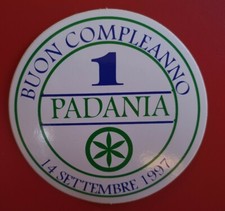 BUON COMPLEANNO
1
PADANIA
14 SETTEMBRE 1997